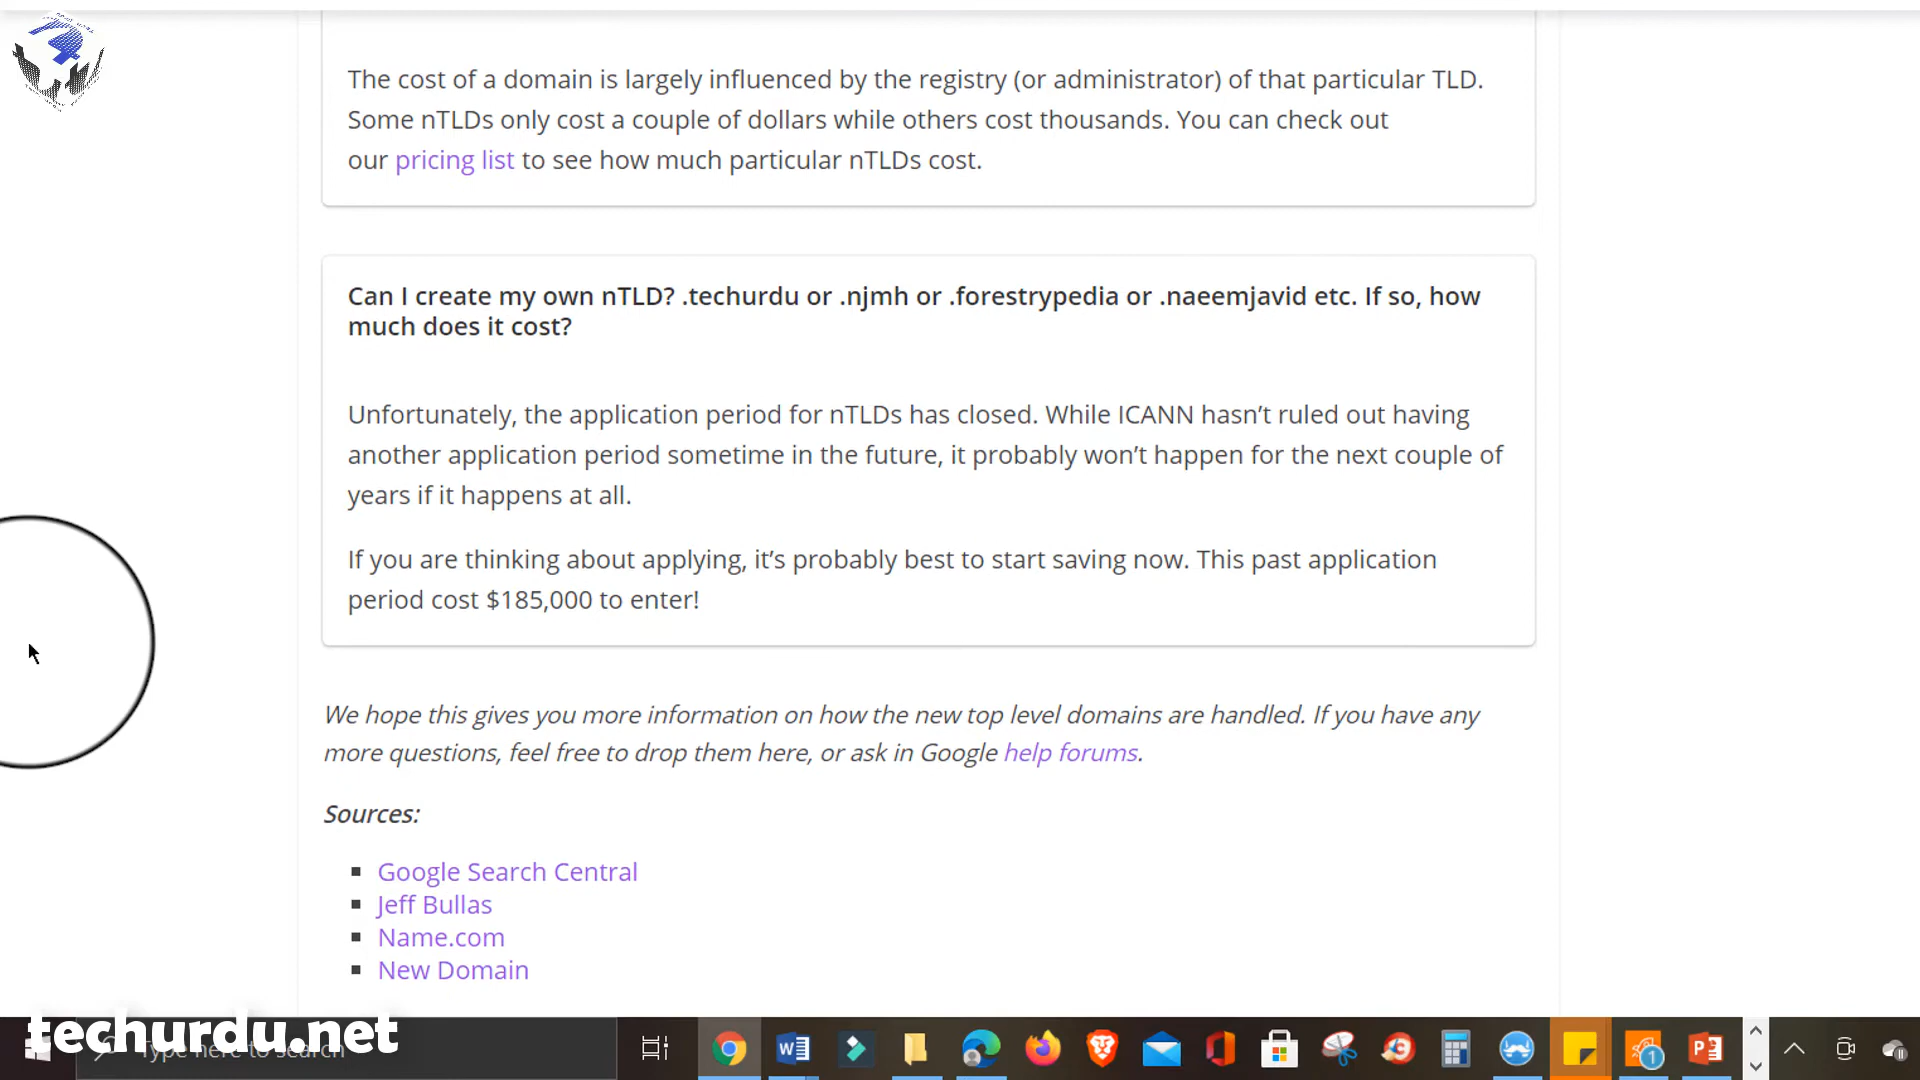 The cost of a domain is largely influenced by the registry (or administrator) of that particular TLD.
Some nTLDs only cost a couple of dollars while others cost thousands. You can check out
our pricing list to see how much particular nTLDs cost.
Can I create my own nTLD? .techurdu or .njmh or .forestrypedia or .naeemjavid etc. If so, how
much does it cost?
Unfortunately, the application period for nTLDs has closed. While ICANN hasn’t ruled out having
another application period sometime in the future, it probably won’t happen for the next couple of
years if it happens at all.
If you are thinking about applying, it’s probably best to start saving now. This past application
period cost $185,000 to enter!
We hope this gives you more information on how the new top level domains are handled. If you have any
more questions, feel free to drop them here, or ask in Google help forums.
Sources:
Google Search Central
Jeff Bullas
Name.com
New Domain
techurdu.net
Type here to search
1